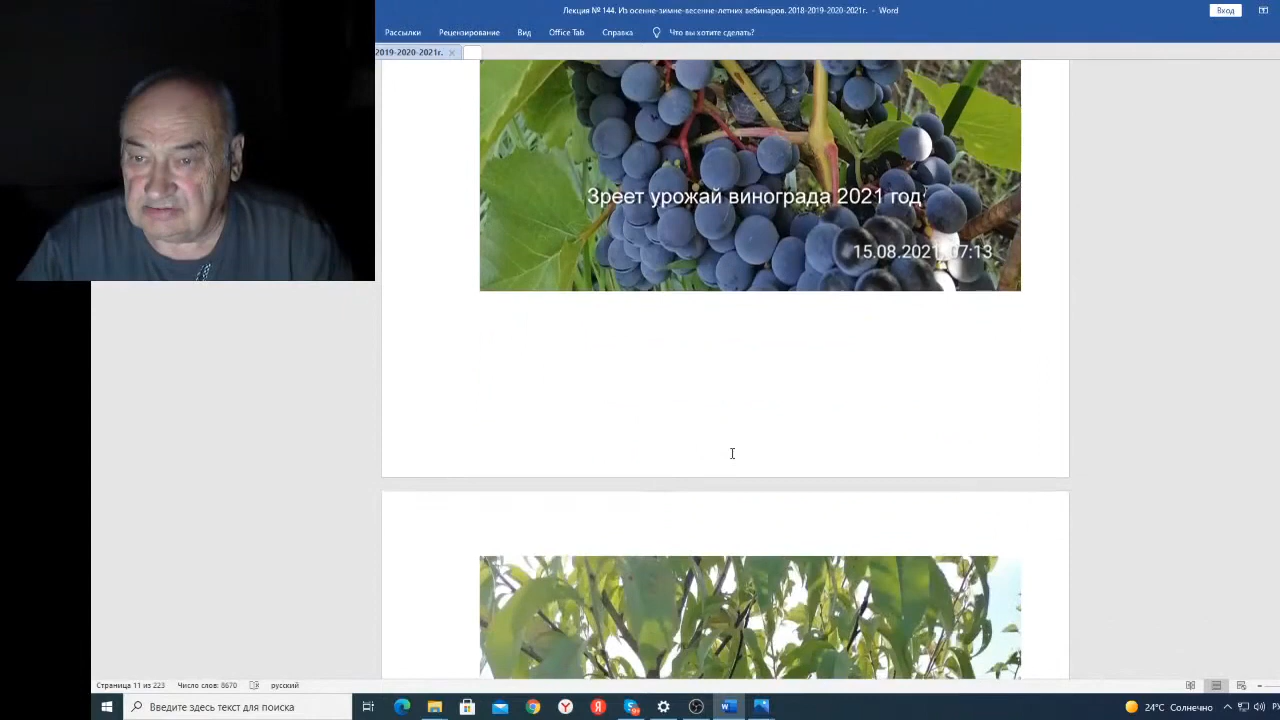 Лекция № 144. Из осенне-зимне-весенне-летних вебинаров. 2018-2019-2020-2021г. - Word
Вход
Рассылки Рецензирование Вид Office Tab Справка Что вы хотите сделать?
2019-2020-2021г.
Зреет урожай винограда 2021 год
15.08.2021, 07:13
Страница 11 из 223 Число слов: 8670 русский
Введите здесь текст для поиска
24°C Солнечно